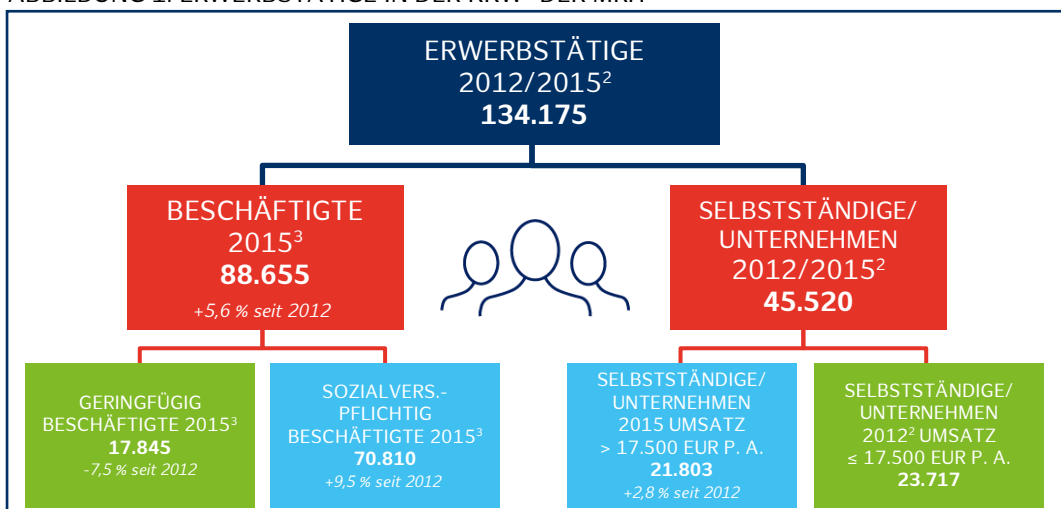 ERWERBSTÄTIGE
2012/2015²
134.175
BESCHÄFTIGTE
2015³
88.655
+5,6 % seit 2012
SELBSTSTÄNDIGE/
UNTERNEHMEN
2012/2015²
45.520
GERINGFÜGIG
BESCHÄFTIGTE 2015³
17.845
-7,5 % seit 2012
SOZIALVERS.-
PFLICHTIG
BESCHÄFTIGTE 2015³
70.810
+9,5 % seit 2012
SELBSTSTÄNDIGE/
UNTERNEHMEN
2015 UMSATZ
> 17.500 EUR P. A.
21.803
+2,8 % seit 2012
SELBSTSTÄNDIGE/
UNTERNEHMEN
2012² UMSATZ
≤ 17.500 EUR P. A.
23.717